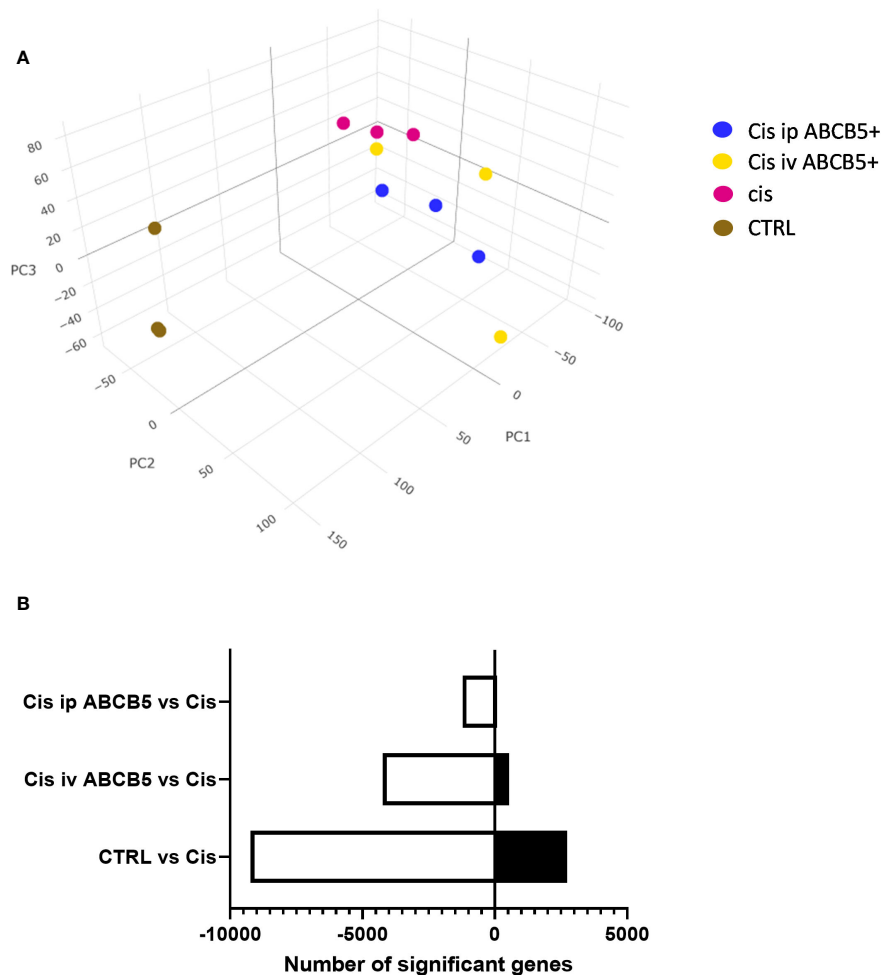 A
80
60
40
20
0
−20
−40
−60
PC3
−50
0
50
100
PC2
−100
−50
0
50
100
150
PC1
Cis ip ABCB5+
Cis iv ABCB5+
cis
CTRL
B
Cis ip ABCB5 vs Cis
Cis iv ABCB5 vs Cis
CTRL vs Cis
-10000 -5000 0 5000
Number of significant genes